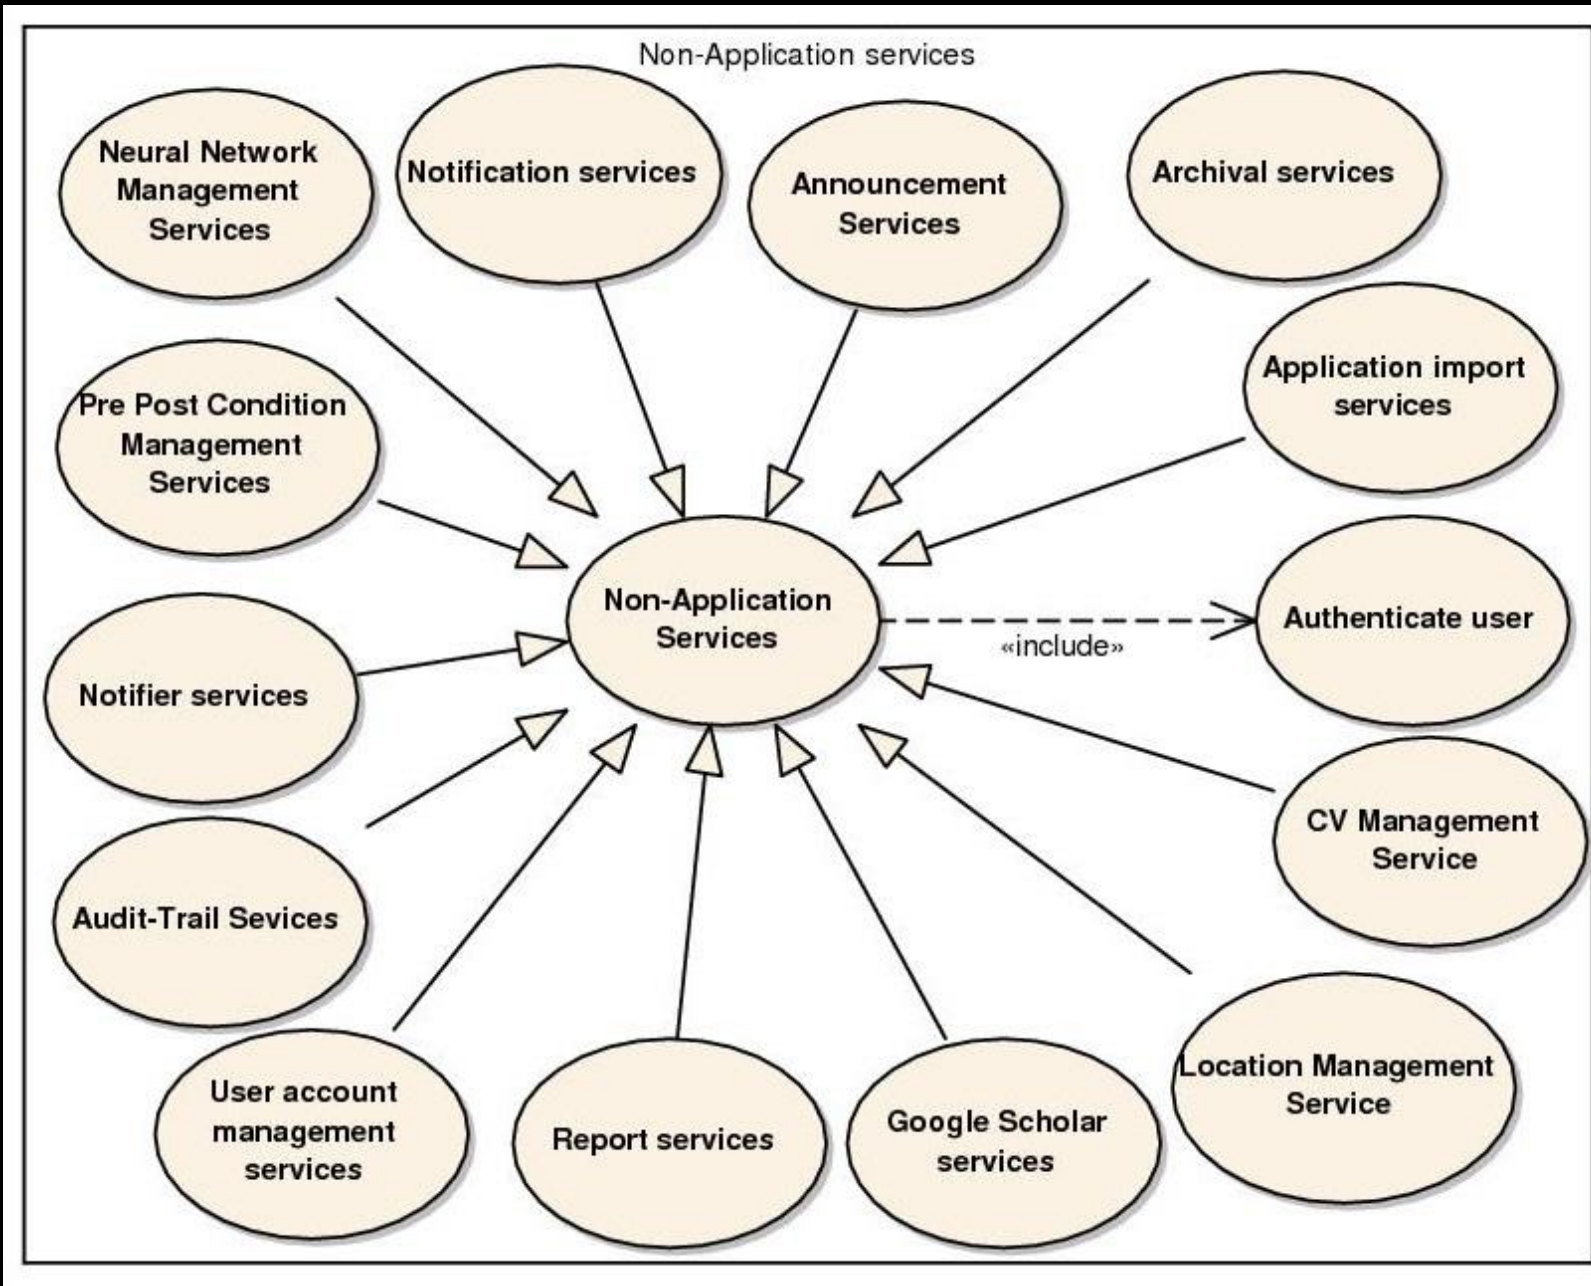 Non-Application services
Neural Network
Management
Services
Notification services
Announcement
Services
Archival services
Application import
services
Pre Post Condition
Management
Services
Non-Application
Services
«include»
Authenticate user
Notifier services
CV Management
Service
Audit-Trail Sevices
Location Management
Service
User account
management
services
Report services
Google Scholar
services